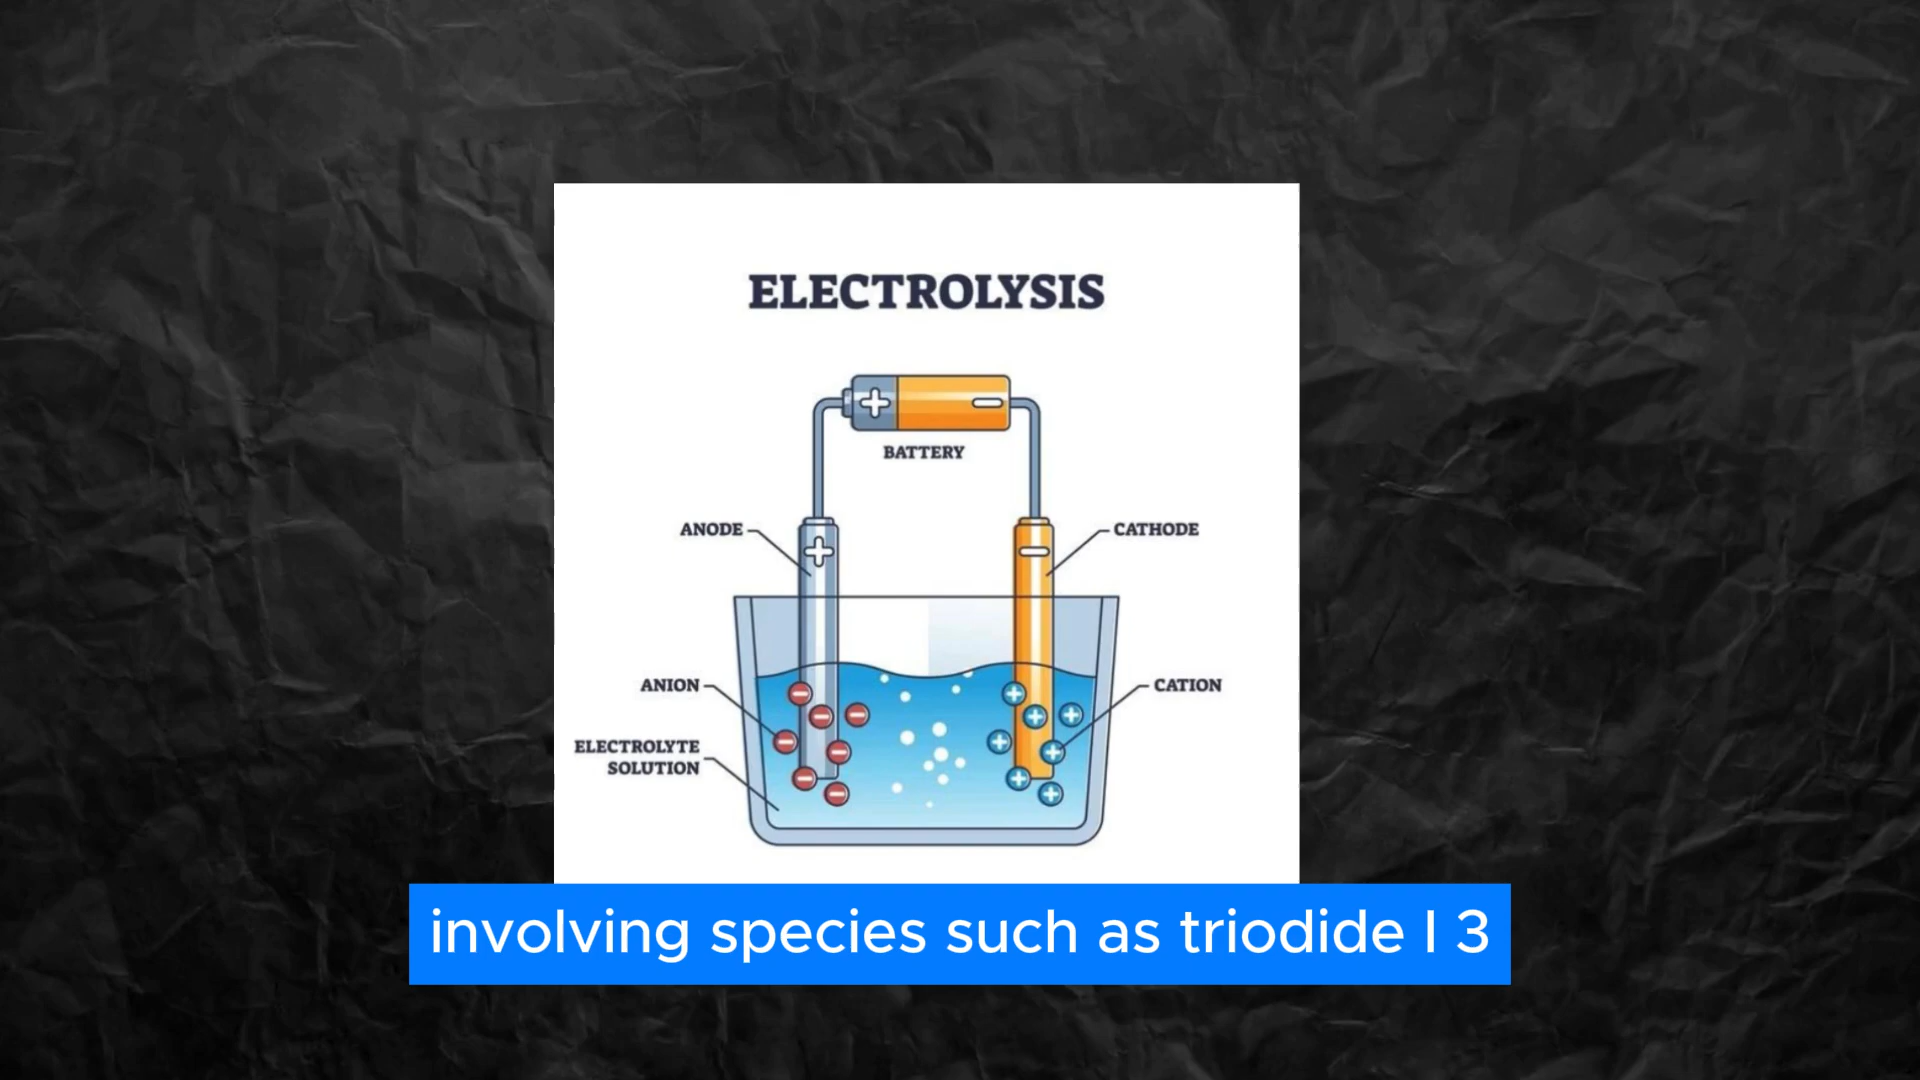 ELECTROLYSIS
BATTERY
ANODE
CATHODE
ANION
CATION
ELECTROLYTE
SOLUTION
involving species such as triodide I 3